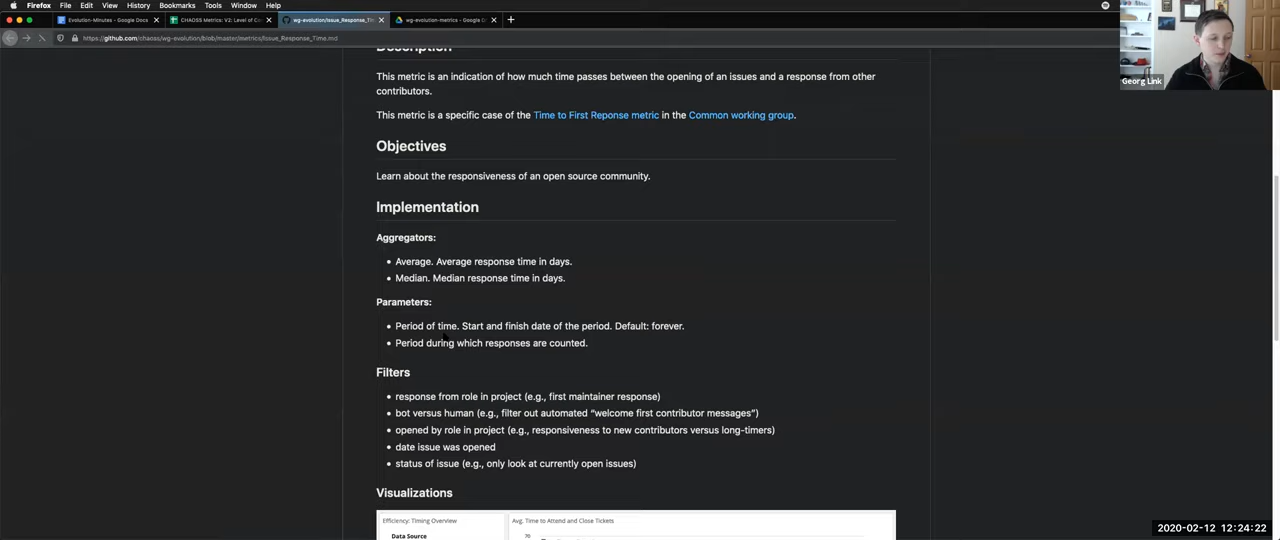 Firefox File Edit View History Bookmarks Tools Window Help
Evolution-Minutes - Google Docs
CHAOSS Metrics: V2: Level of Co
wg-evolution/Issue_Response_Tim
wg-evolution-metrics - Google Dr
https://github.com/chaoss/wg-evolution/blob/master/metrics/Issue_Response_Time.md
Georg Link
Description
This metric is an indication of how much time passes between the opening of an issues and a response from other
contributors.
This metric is a specific case of the Time to First Reponse metric in the Common working group.
Objectives
Learn about the responsiveness of an open source community.
Implementation
Aggregators:
Average. Average response time in days.
Median. Median response time in days.
Parameters:
Period of time. Start and finish date of the period. Default: forever.
Period during which responses are counted.
Filters
response from role in project (e.g., first maintainer response)
bot versus human (e.g., filter out automated “welcome first contributor messages”)
opened by role in project (e.g., responsiveness to new contributors versus long-timers)
date issue was opened
status of issue (e.g., only look at currently open issues)
Visualizations
Efficiency: Timing Overview
Avg. Time to Attend and Close Tickets
Data Source
70
2020-02-12 12:24:22